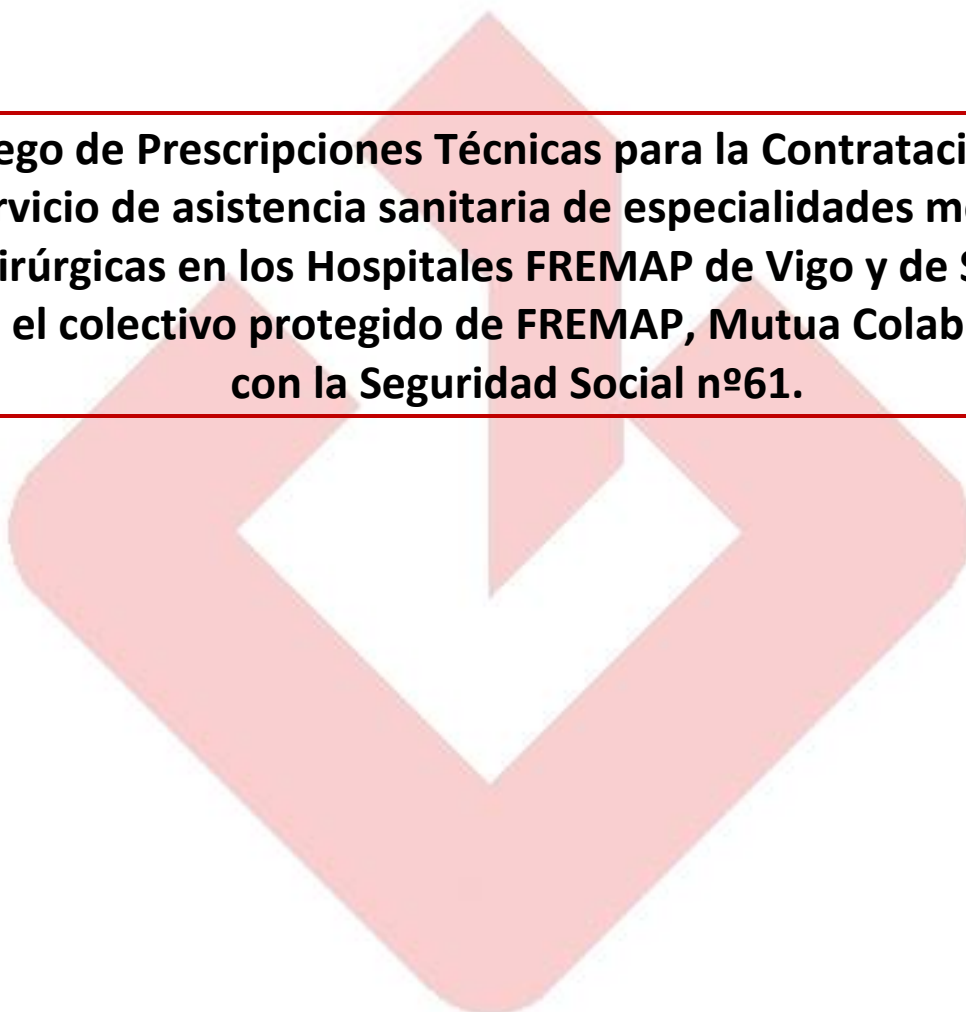 ego de Prescripciones Técnicas para la Contrataci
rvicio de asistencia sanitaria de especialidades m
irúrgicas en los Hospitales FREMAP de Vigo y de S
el colectivo protegido de FREMAP, Mutua Colab
con la Seguridad Social nº61.